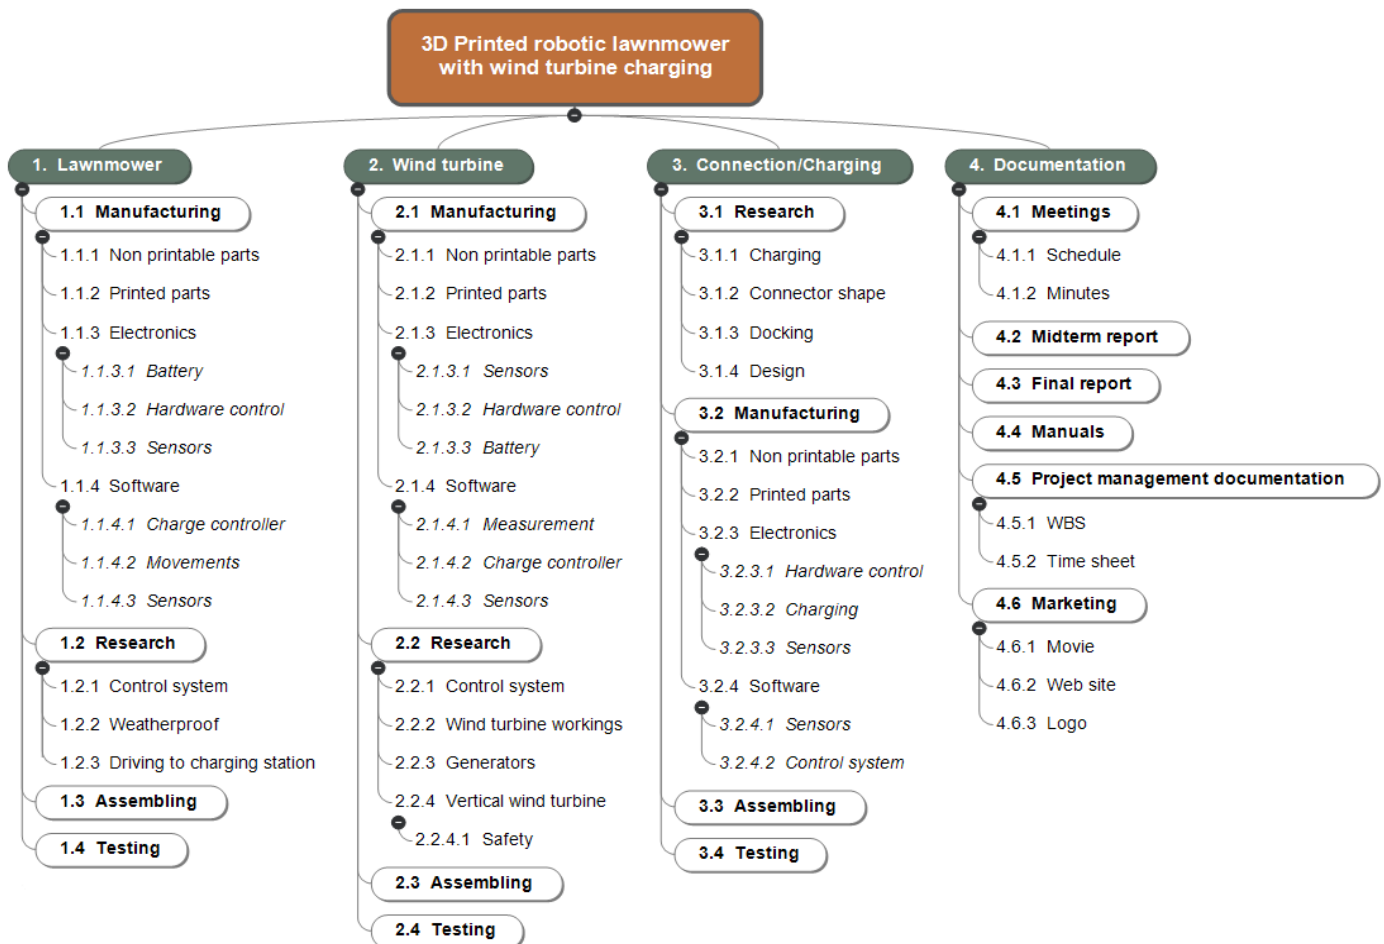 3D Printed robotic lawnmower
with wind turbine charging
1. Lawnmower
1.1 Manufacturing
1.1.1 Non printable parts
1.1.2 Printed parts
1.1.3 Electronics
1.1.3.1 Battery
1.1.3.2 Hardware control
1.1.3.3 Sensors
1.1.4 Software
1.1.4.1 Charge controller
1.1.4.2 Movements
1.1.4.3 Sensors
1.2 Research
1.2.1 Control system
1.2.2 Weatherproof
1.2.3 Driving to charging station
1.3 Assembling
1.4 Testing
2. Wind turbine
2.1 Manufacturing
2.1.1 Non printable parts
2.1.2 Printed parts
2.1.3 Electronics
2.1.3.1 Sensors
2.1.3.2 Hardware control
2.1.3.3 Battery
2.1.4 Software
2.1.4.1 Measurement
2.1.4.2 Charge controller
2.1.4.3 Sensors
2.2 Research
2.2.1 Control system
2.2.2 Wind turbine workings
2.2.3 Generators
2.2.4 Vertical wind turbine
2.2.4.1 Safety
2.3 Assembling
2.4 Testing
3. Connection/Charging
3.1 Research
3.1.1 Charging
3.1.2 Connector shape
3.1.3 Docking
3.1.4 Design
3.2 Manufacturing
3.2.1 Non printable parts
3.2.2 Printed parts
3.2.3 Electronics
3.2.3.1 Hardware control
3.2.3.2 Charging
3.2.3.3 Sensors
3.2.4 Software
3.2.4.1 Sensors
3.2.4.2 Control system
3.3 Assembling
3.4 Testing
4. Documentation
4.1 Meetings
4.1.1 Schedule
4.1.2 Minutes
4.2 Midterm report
4.3 Final report
4.4 Manuals
4.5 Project management documentation
4.5.1 WBS
4.5.2 Time sheet
4.6 Marketing
4.6.1 Movie
4.6.2 Web site
4.6.3 Logo